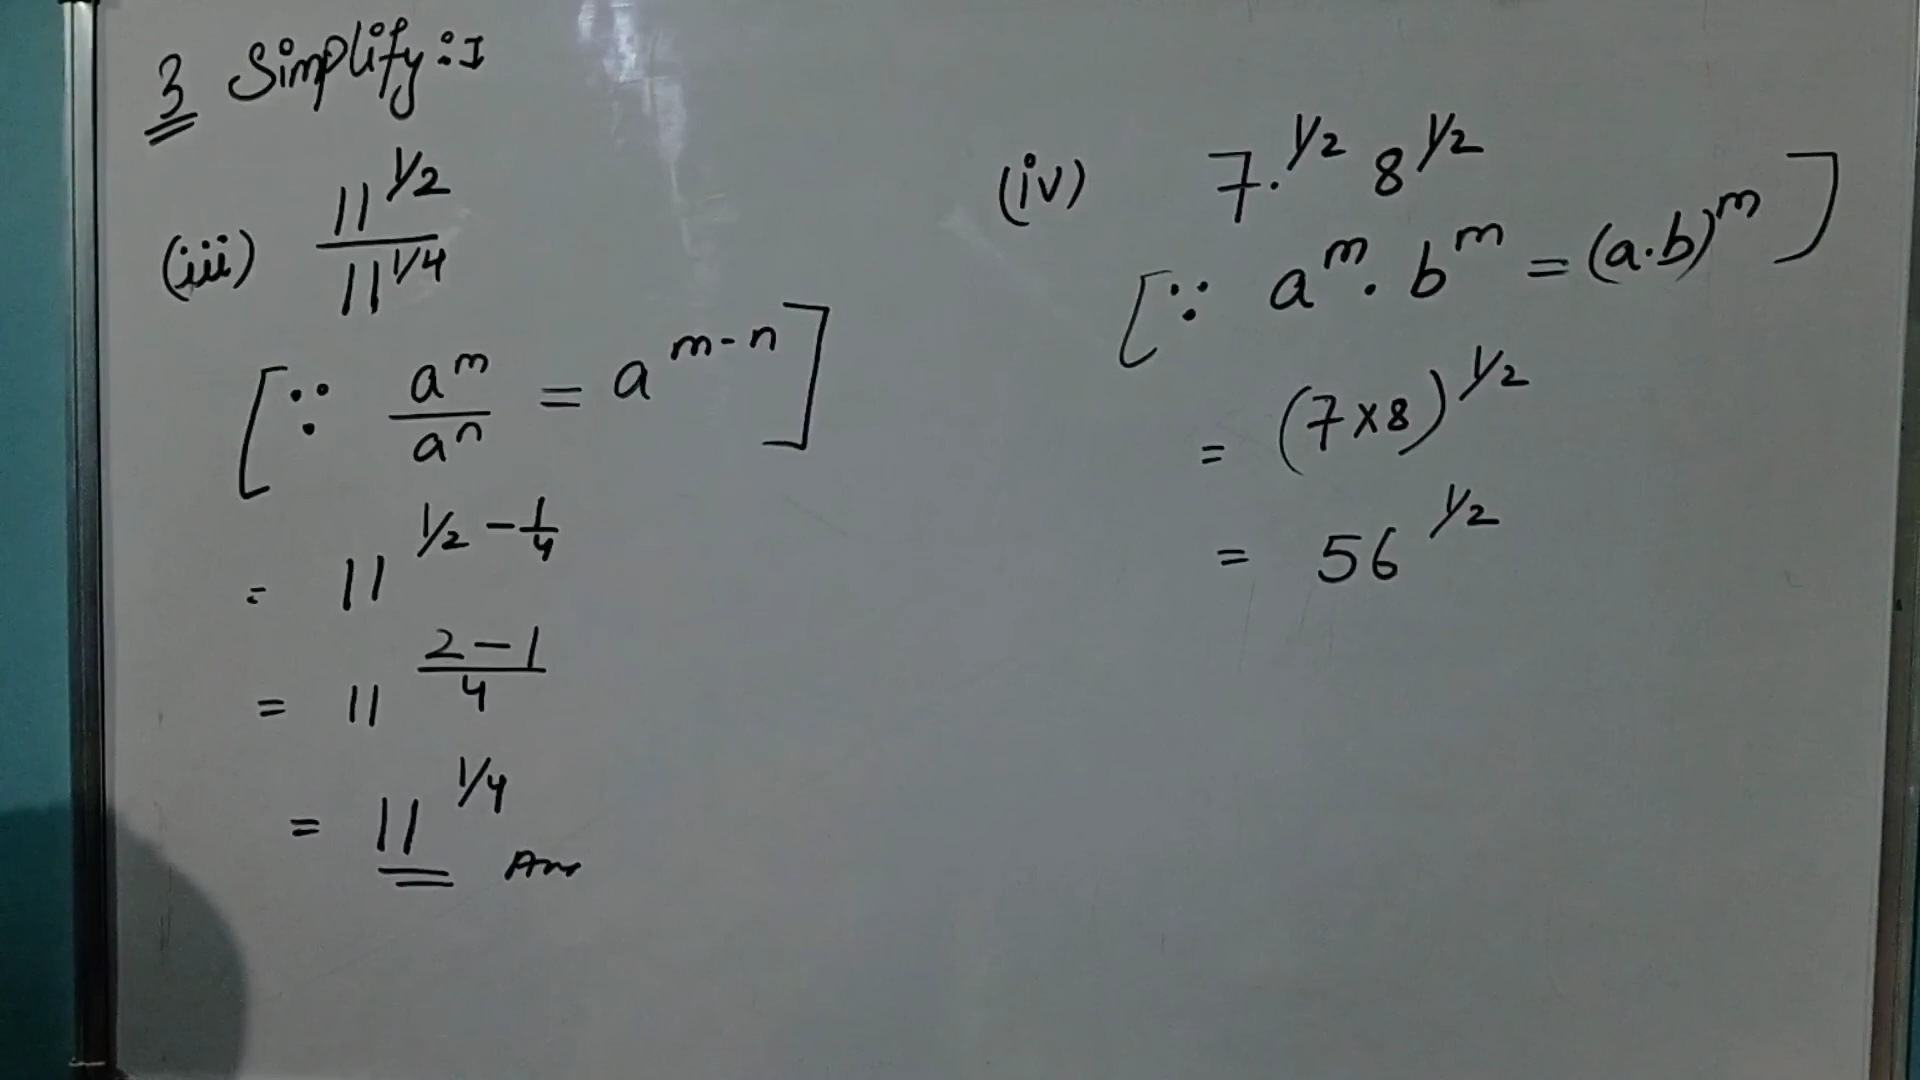 3 Simplify :-
(iii) 11^1/2 / 11^1/4
[∵ a^m / a^n = a^m-n]
= 11^1/2 - 1/4
= 11^(2-1)/4
= 11^1/4 Ans
(iv) 7.^1/2 8^1/2
[∵ a^m . b^m = (a.b)^m]
= (7×8)^1/2
= 56^1/2